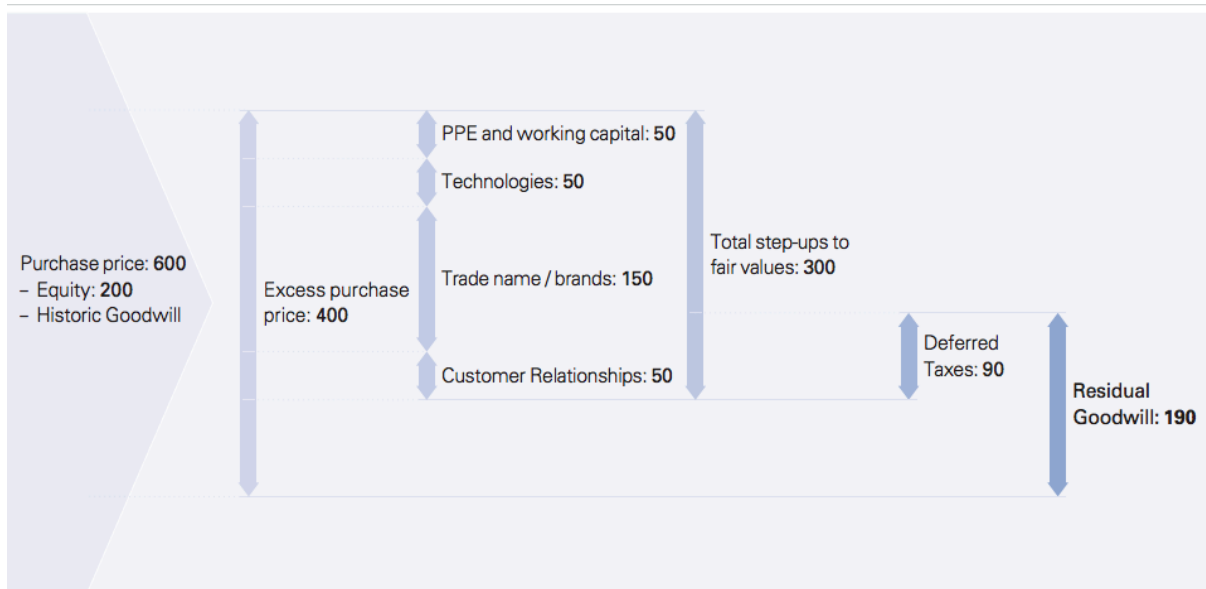 Purchase price: 600
– Equity: 200
– Historic Goodwill
Excess purchase
price: 400
PPE and working capital: 50
Technologies: 50
Trade name / brands: 150
Customer Relationships: 50
Total step-ups to
fair values: 300
Deferred
Taxes: 90
Residual
Goodwill: 190